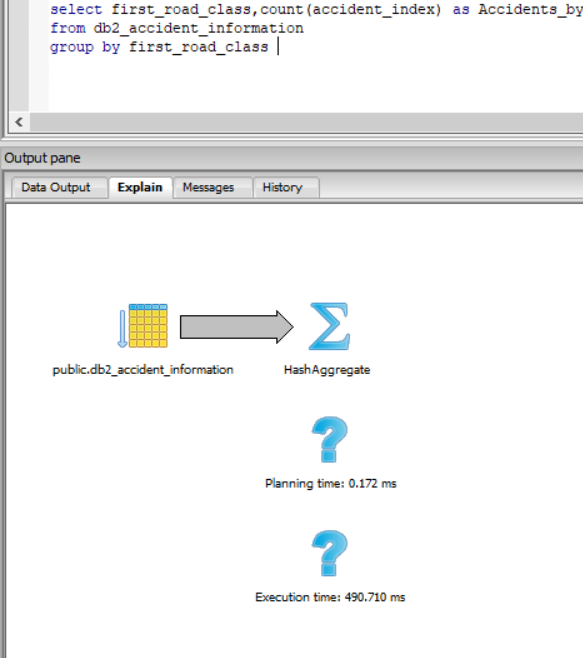 select first_road_class,count(accident_index) as Accidents_by
from db2_accident_information
group by first_road_class
Output pane
Data Output Explain Messages History
public.db2_accident_information HashAggregate
Planning time: 0.172 ms
Execution time: 490.710 ms